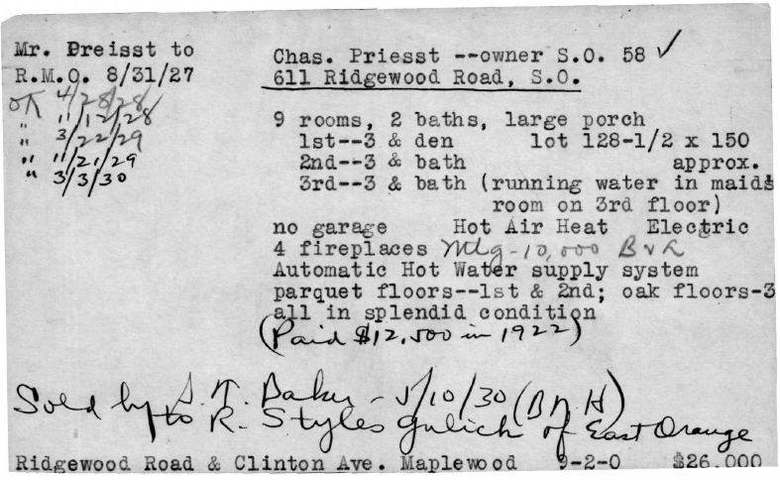 Mr. Preisst to
R.M.O. 8/31/27
OK 4/28/28
" 11/12/28
" 3/22/29
" 11/21/29
" 3/3/30
Chas. Priesst --owner S.O. 58 ✓
611 Ridgewood Road, S.O.
9 rooms, 2 baths, large porch
1st--3 & den lot 128-1/2 x 150
2nd--3 & bath approx.
3rd--3 & bath (running water in maids
room on 3rd floor)
no garage Hot Air Heat Electric
4 fireplaces Mtg-10,000 B & R
Automatic Hot Water supply system
parquet floors--1st & 2nd; oak floors-3
all in splendid condition
(Paid $12,500 in 1922)
Sold by S. T. Baker - 5/10/30 (B N H)
to R. Styles Gulich of East Orange
Ridgewood Road & Clinton Ave. Maplewood 9-2-0 $26,000